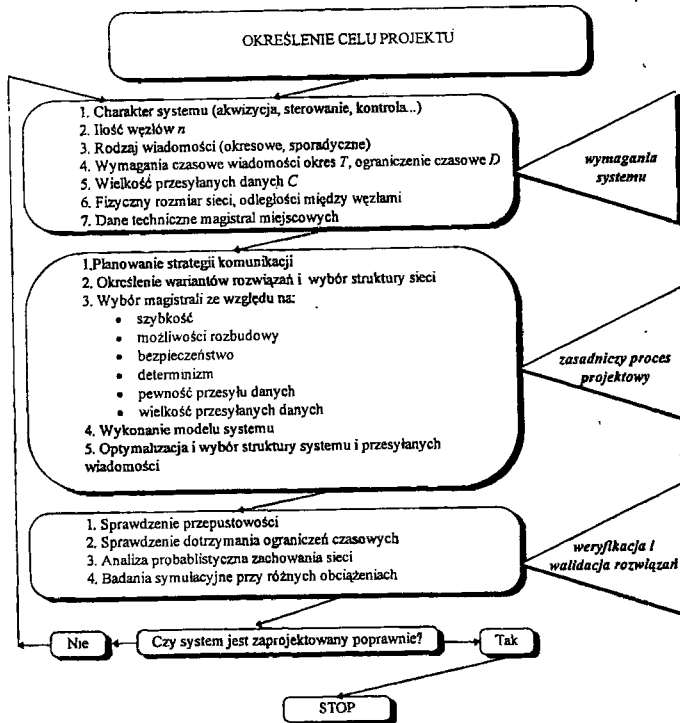 OKREŚLENIE CELU PROJEKTU
1. Charakter systemu (akwizycja, sterowanie, kontrola...)
2. Ilość węzłów n
3. Rodzaj wiadomości (okresowe, sporadyczne)
4. Wymagania czasowe wiadomości okres T, ograniczenie czasowe D
5. Wielkość przesyłanych danych C
6. Fizyczny rozmiar sieci, odległości między węzłami
7. Dane techniczne magistral miejscowych
wymagania
systemu
1.Planowanie strategii komunikacji
2. Określenie wariantów rozwiązań i wybór struktury sieci
3. Wybór magistrali ze względu na:
• szybkość
• możliwości rozbudowy
• bezpieczeństwo
• determinizm
• pewność przesyłu danych
• wielkość przesyłanych danych
4. Wykonanie modelu systemu
5. Optymalizacja i wybór struktury systemu i przesyłanych
wiadomości
zasadniczy proces
projektowy
1. Sprawdzenie przepustowości
2. Sprawdzenie dotrzymania ograniczeń czasowych
3. Analiza probablistyczna zachowania sieci
4. Badania symulacyjne przy różnych obciążeniach
weryfikacja i
walidacja rozwiązań
Nie
Czy system jest zaprojektowany poprawnie?
Tak
STOP